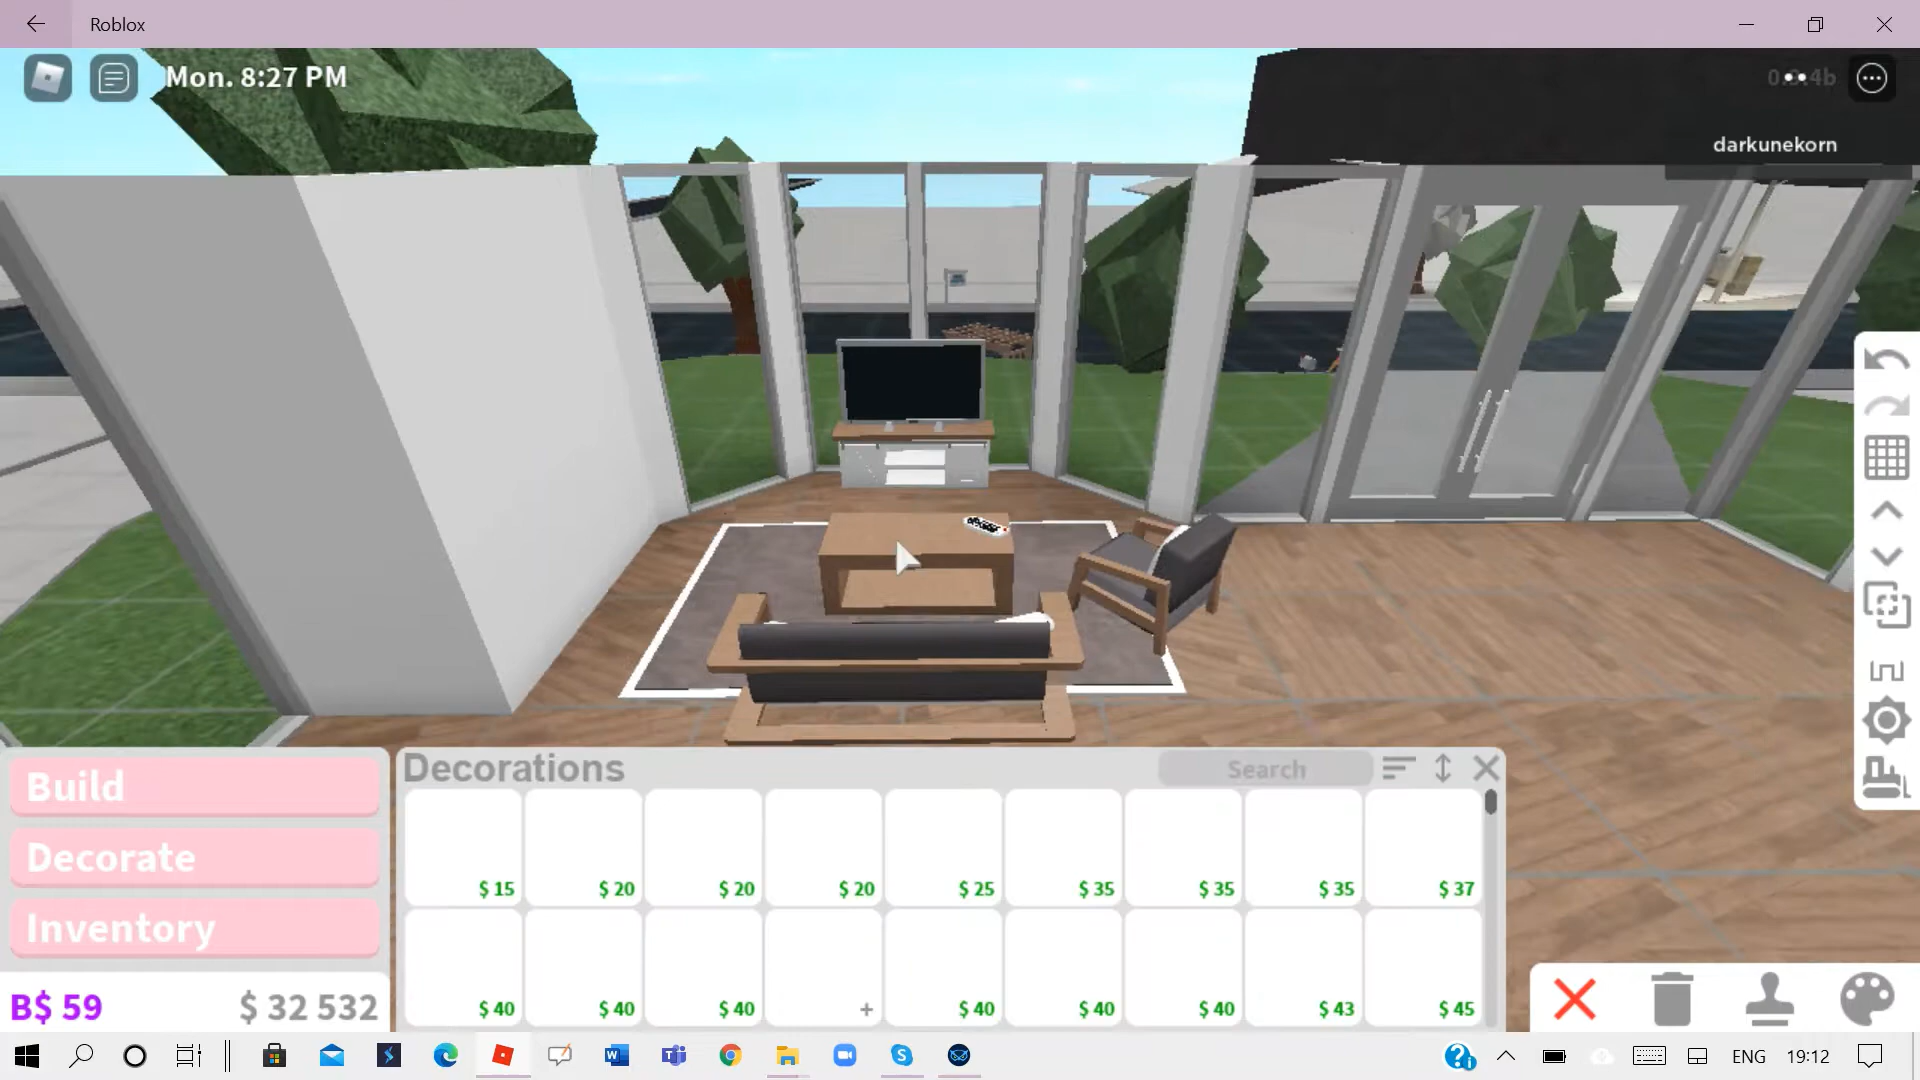 Roblox
Mon. 8:27 PM
darkunekorn
Build
Decorate
Inventory
B$ 59
$ 32 532
Decorations
Search
$ 15
$ 20
$ 20
$ 20
$ 25
$ 35
$ 35
$ 35
$ 37
$ 40
$ 40
$ 40
+
$ 40
$ 40
$ 40
$ 43
$ 45
ENG
19:12